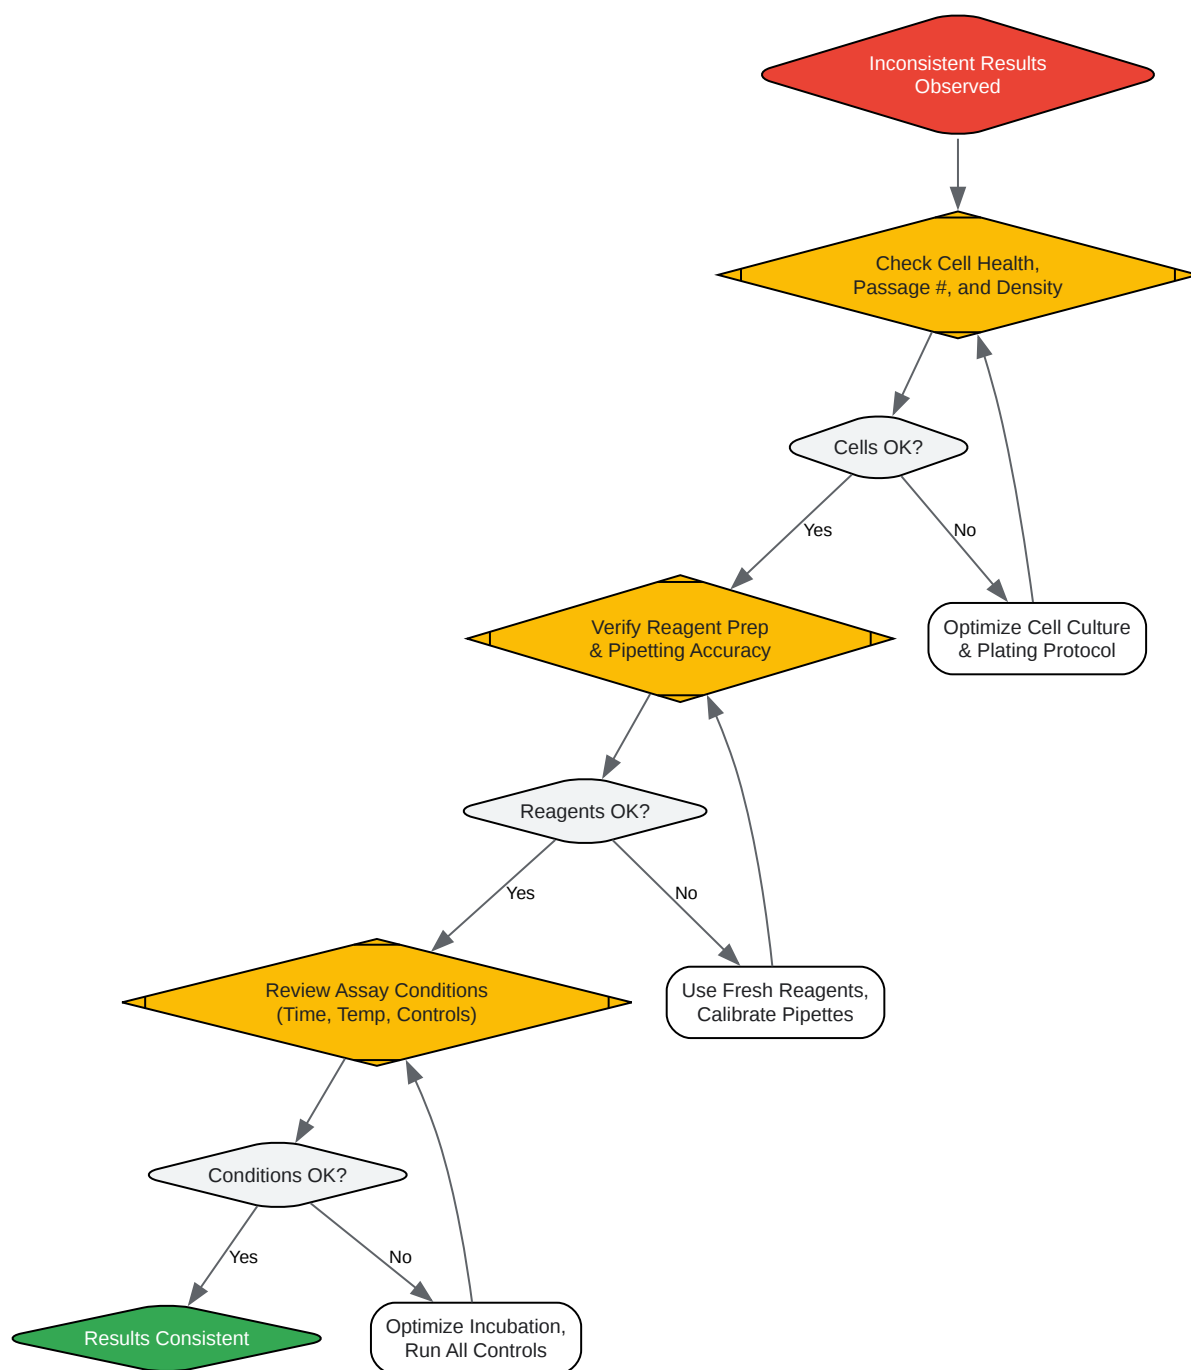 Inconsistent Results
Observed
Check Cell Health,
Passage #, and Density
Cells OK?
Yes
No
Verify Reagent Prep
& Pipetting Accuracy
Optimize Cell Culture
& Plating Protocol
Reagents OK?
Yes
No
Review Assay Conditions
(Time, Temp, Controls)
Use Fresh Reagents,
Calibrate Pipettes
Conditions OK?
Yes
No
Results Consistent
Optimize Incubation,
Run All Controls